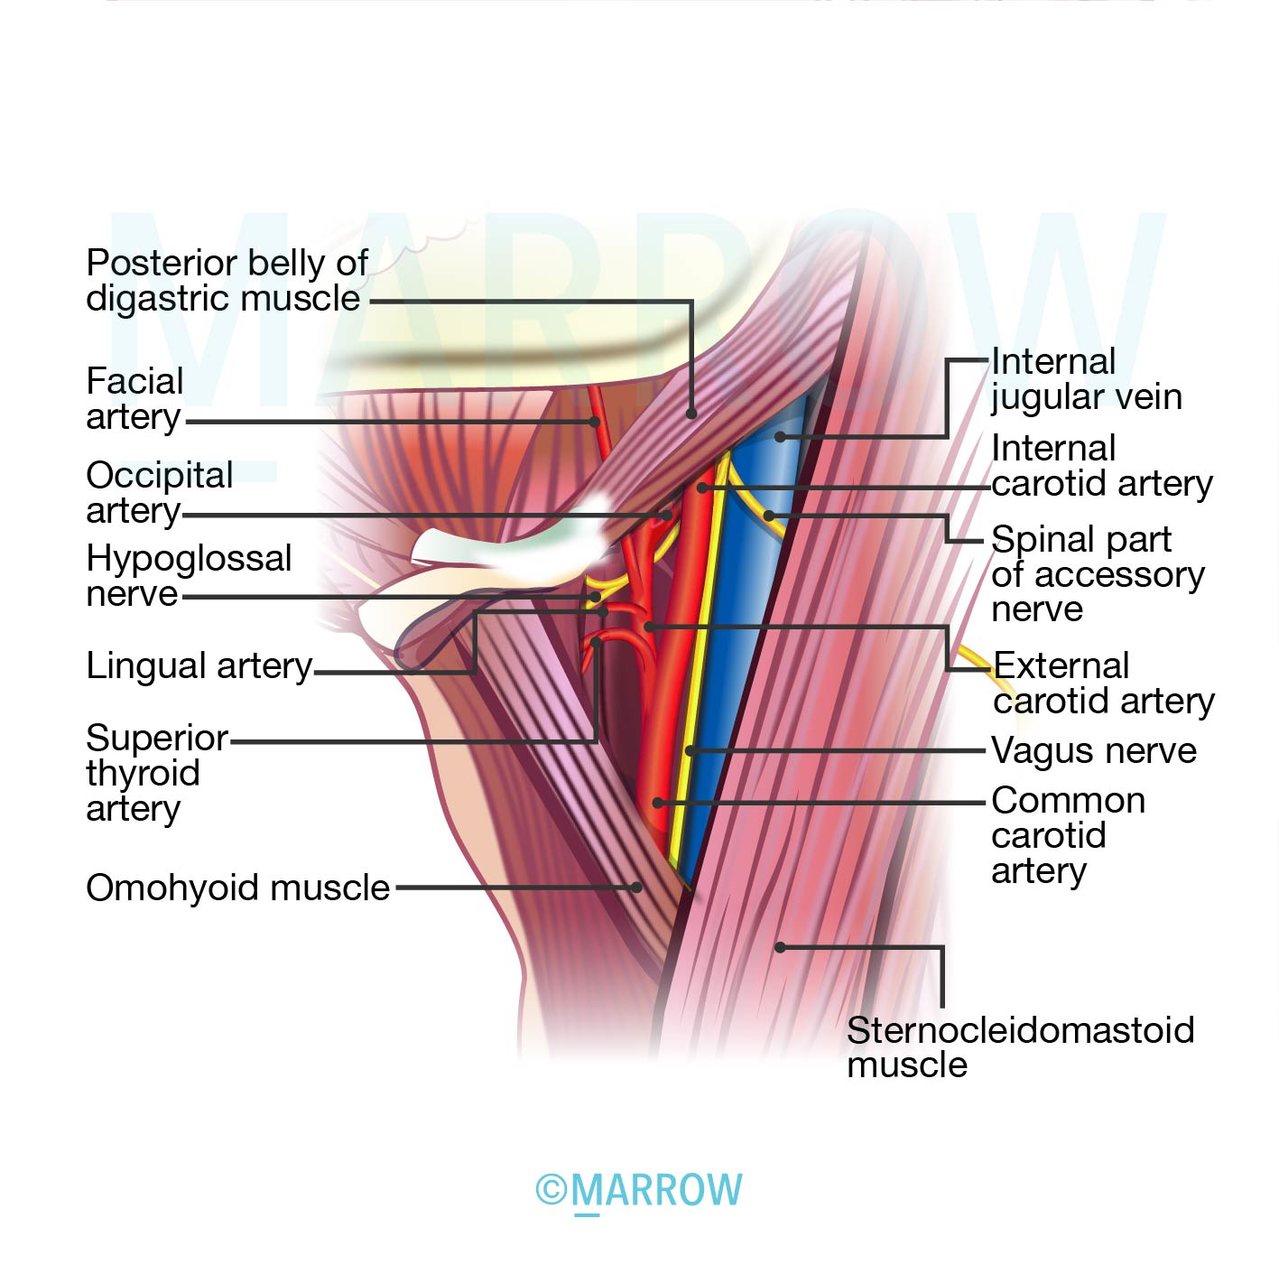 MARROW
Posterior belly of
digastric muscle
Facial
artery
Occipital
artery
Hypoglossal
nerve
Lingual artery
Superior
thyroid
artery
Omohyoid muscle
Internal
jugular vein
Internal
carotid artery
Spinal part
of accessory
nerve
External
carotid artery
Vagus nerve
Common
carotid
artery
Sternocleidomastoid
muscle
©MARROW